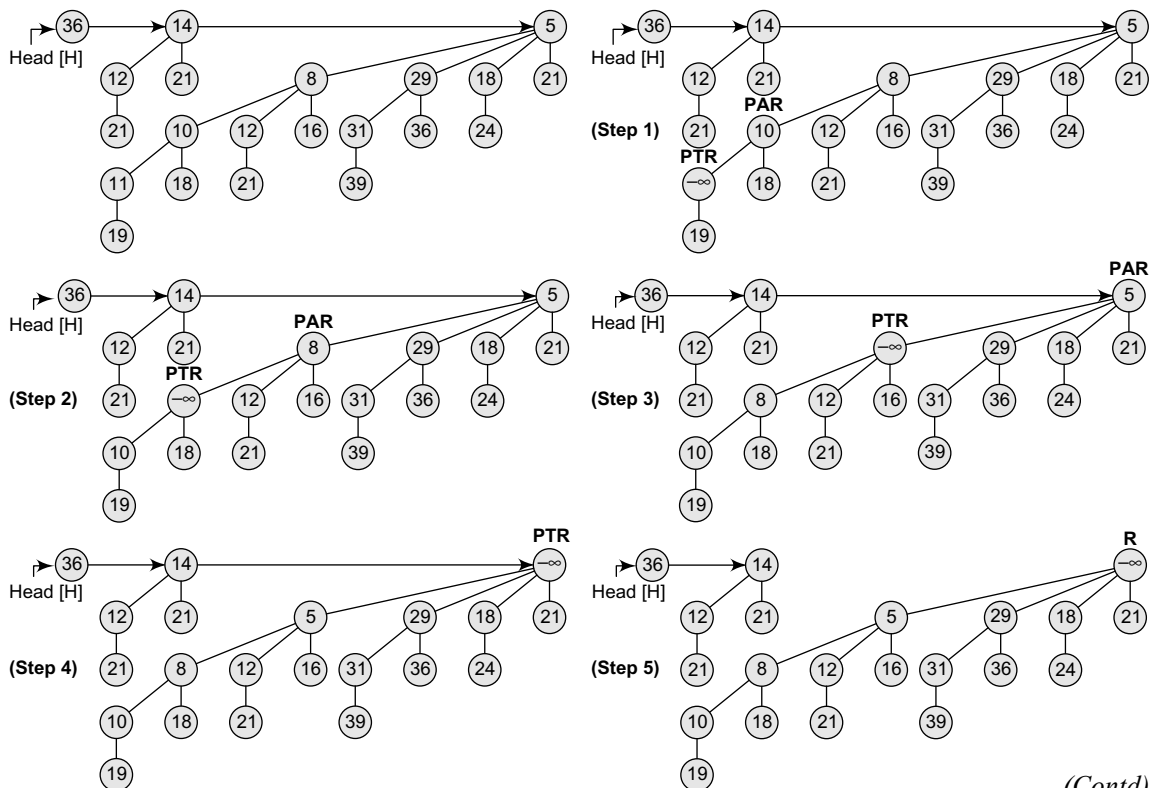 36 14 5
Head [H]
12 21 8 29 18 21
21 10 12 16 31 36 24
11 18 21 39
19
36 14 5
Head [H]
12 21 8 29 18 21
PAR
(Step 1) 21 10 12 16 31 36 24
PTR
−∞ 18 21 39
19
36 14 5
Head [H]
PAR
12 21 8 29 18 21
PTR
(Step 2) 21 −∞ 12 16 31 36 24
10 18 21 39
19
PAR
36 14 5
Head [H]
PTR
12 21 −∞ 29 18 21
(Step 3) 21 8 12 16 31 36 24
10 18 21 39
19
PTR
36 14 −∞
Head [H]
12 21 5 29 18 21
(Step 4) 21 8 12 16 31 36 24
10 18 21 39
19
R
36 14 −∞
Head [H]
12 21 5 29 18 21
(Step 5) 21 8 12 16 31 36 24
10 18 21 39
19
(Contd)